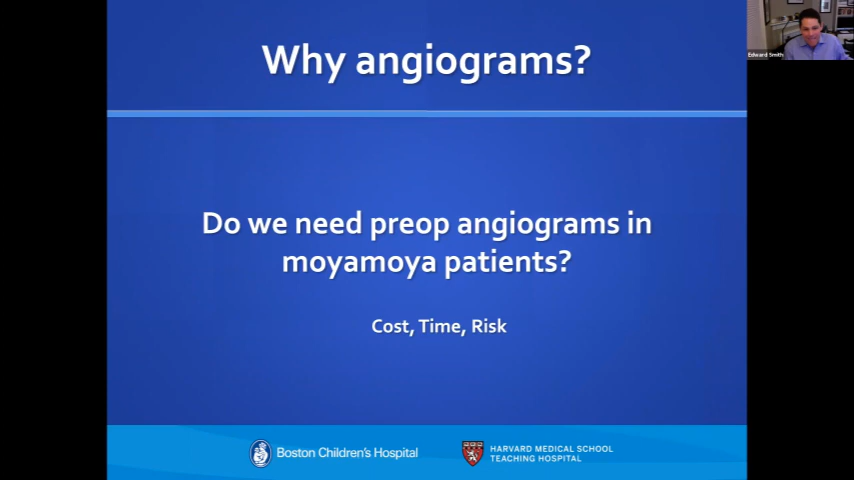 Why angiograms?
Edward Smith
Do we need preop angiograms in
moyamoya patients?
Cost, Time, Risk
Boston Children's Hospital
HARVARD MEDICAL SCHOOL
TEACHING HOSPITAL